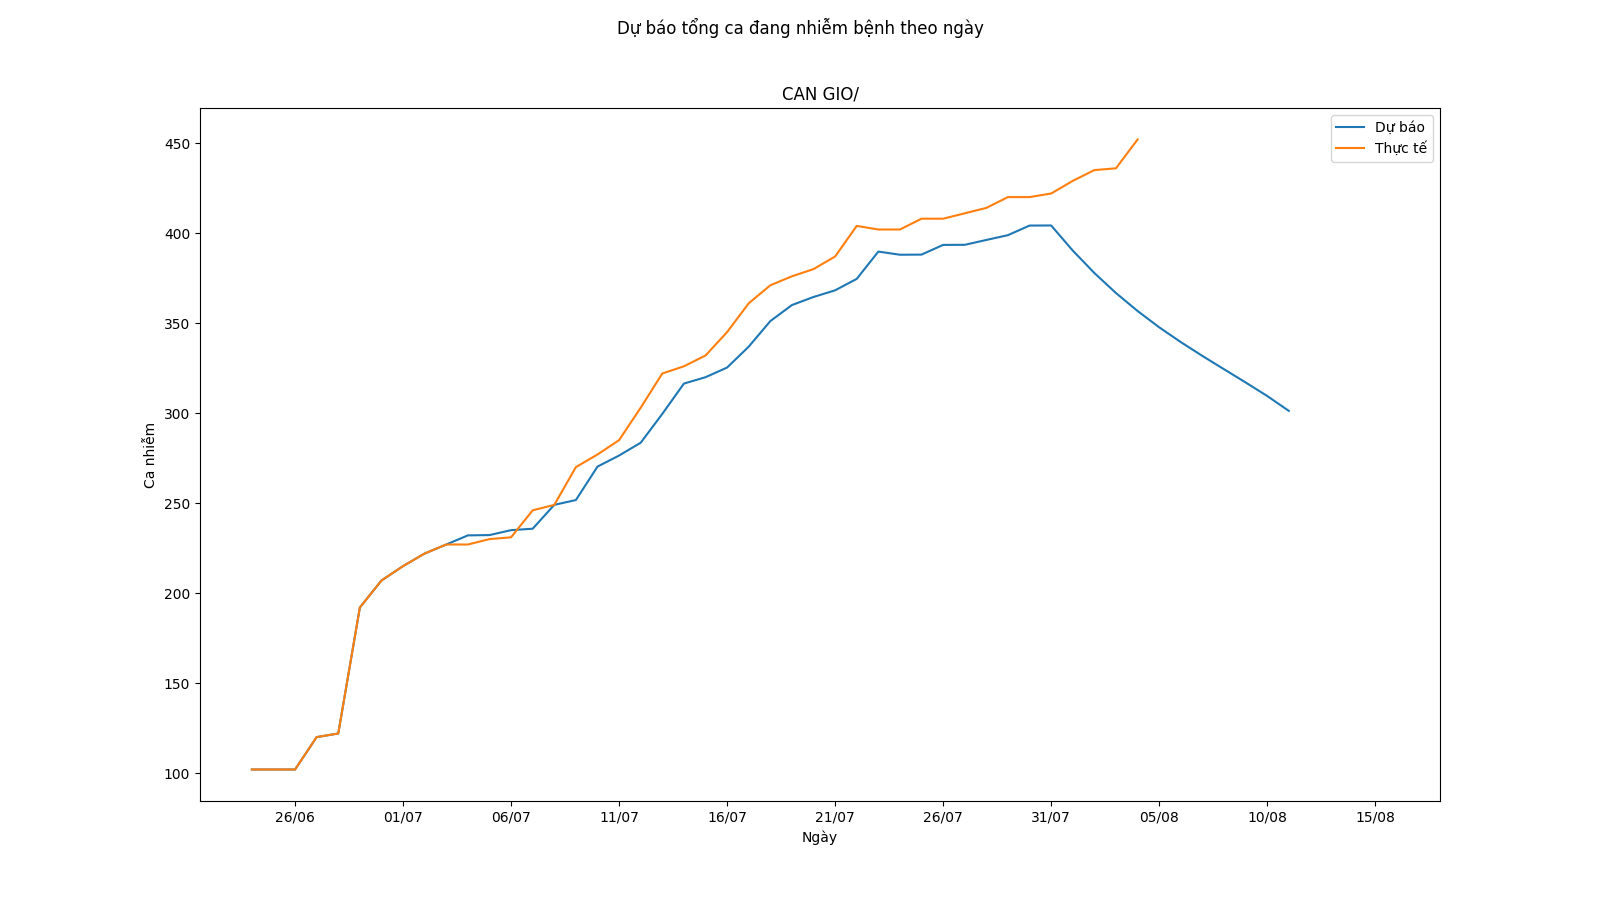 Dự báo tổng ca đang nhiễm bệnh theo ngày
CAN GIO/
Dự báo
Thực tế
Ca nhiễm
450
400
350
300
250
200
150
100
26/06 01/07 06/07 11/07 16/07 21/07 26/07 31/07 05/08 10/08 15/08
Ngày